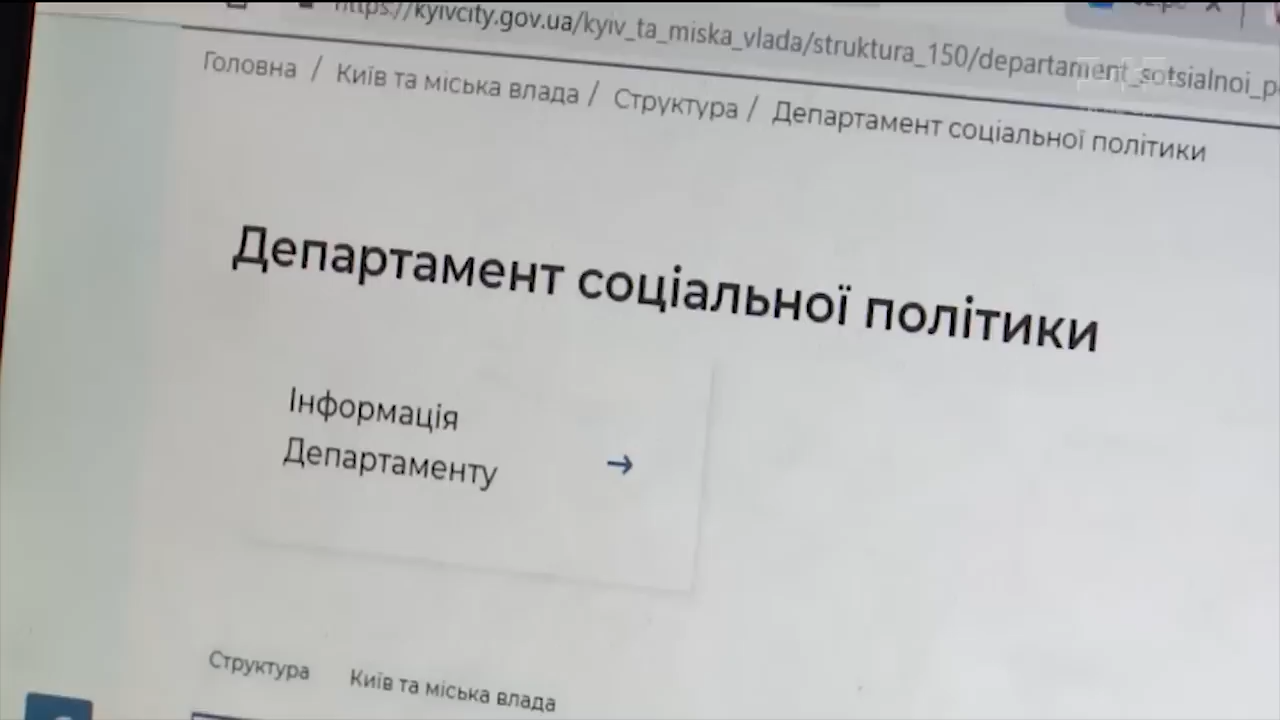 https://kyivcity.gov.ua/kyiv_ta_miska_vlada/struktura_150/departament_sotsialnoi_p
Головна / Київ та міська влада / Структура / Департамент соціальної політики
Департамент соціальної політики
Інформація
Департаменту
→
Структура Київ та міська влада